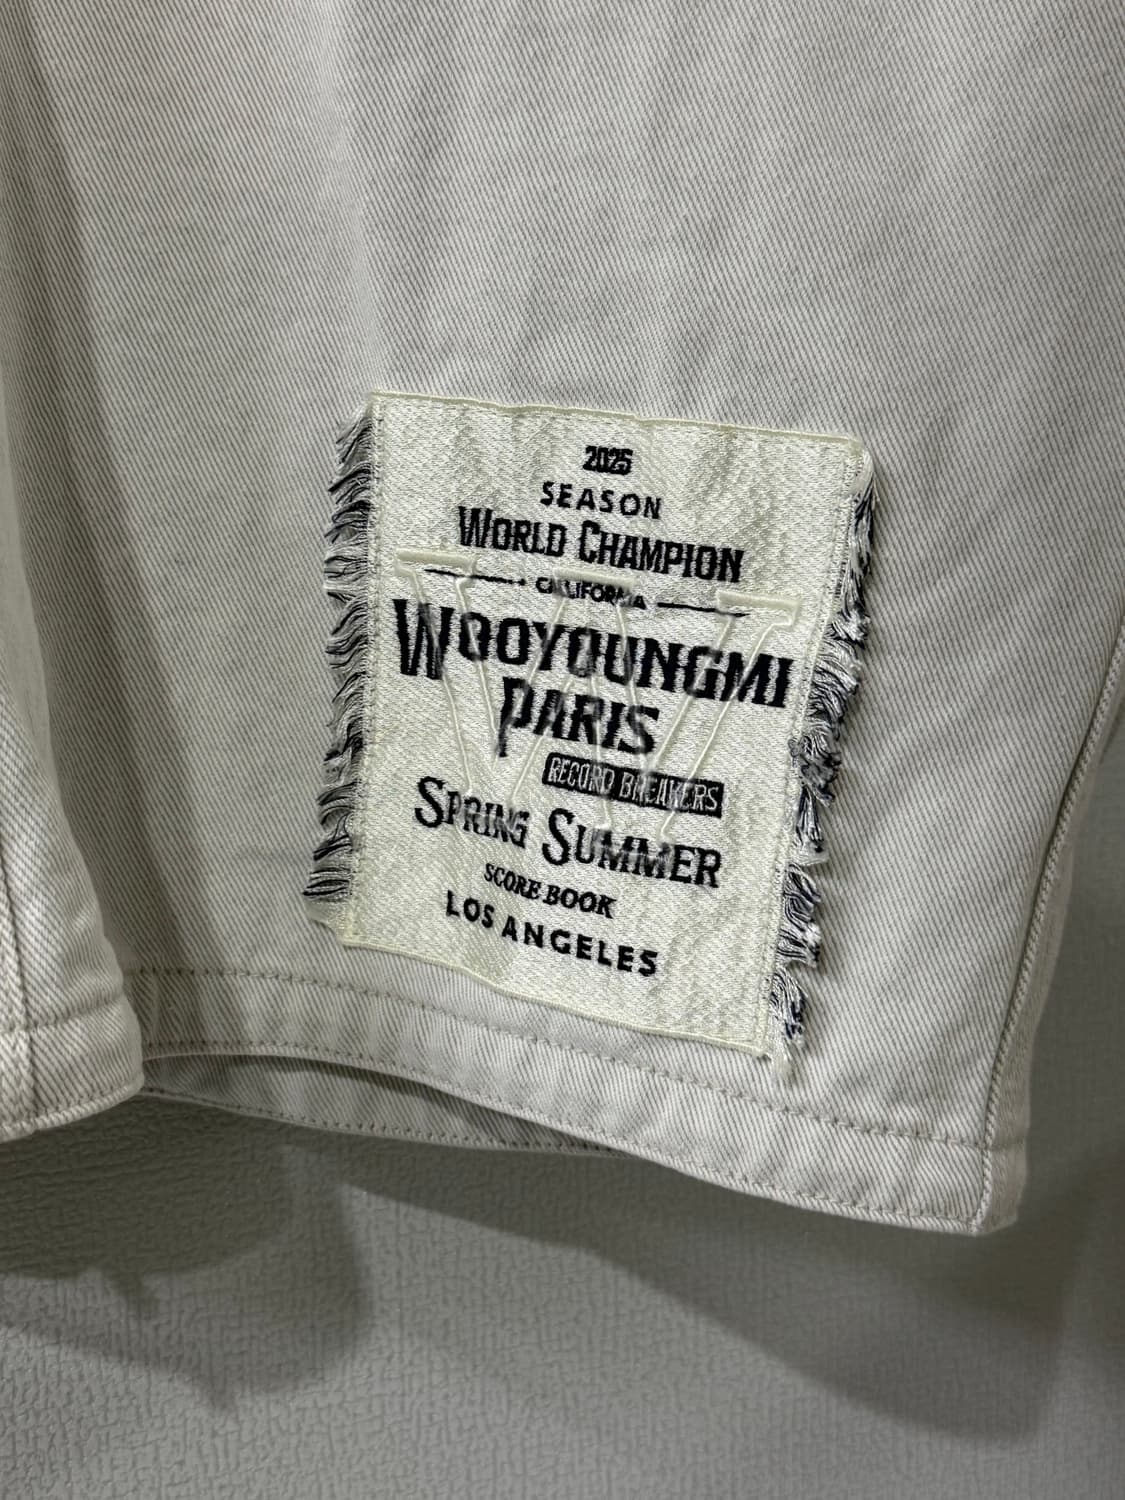 2025
SEASON
WORLD CHAMPION
CALIFORNIA
WOOYOUNGMI
PARIS
RECORD BREAKERS
SPRING SUMMER
SCORE BOOK
LOS ANGELES
W